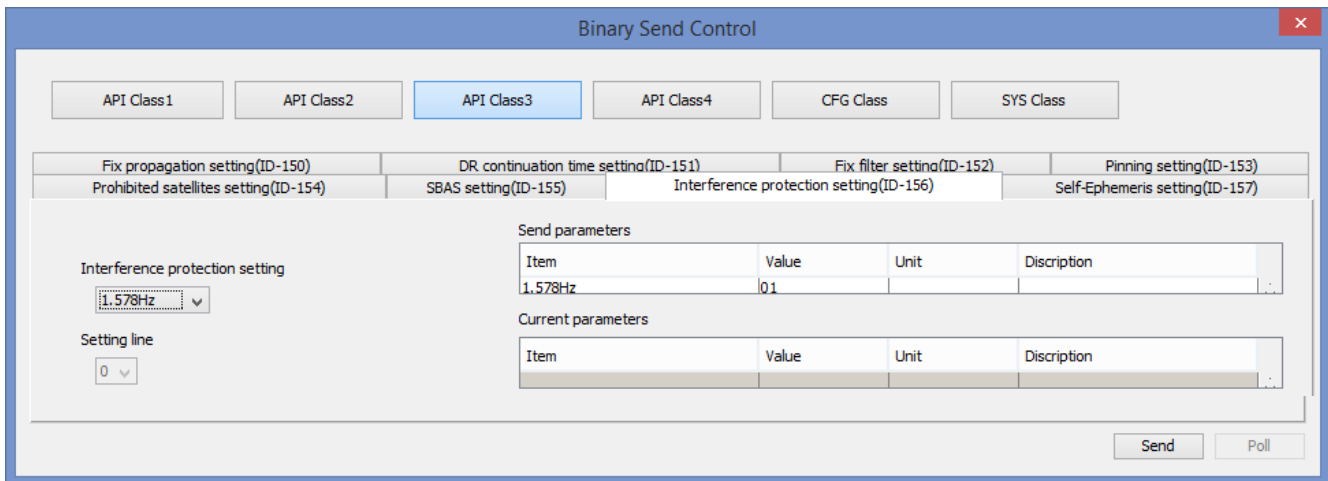 Binary Send Control
API Class1 API Class2 API Class3 API Class4 CFG Class SYS Class
Fix propagation setting(ID-150) DR continuation time setting(ID-151) Fix filter setting(ID-152) Pinning setting(ID-153)
Prohibited satellites setting(ID-154) SBAS setting(ID-155) Interference protection setting(ID-156) Self-Ephemeris setting(ID-157)
Send parameters
Item Value Unit Discription
1.578Hz 01
Interference protection setting
1.578Hz
Current parameters
Item Value Unit Discription
Setting line
0
Send Poll